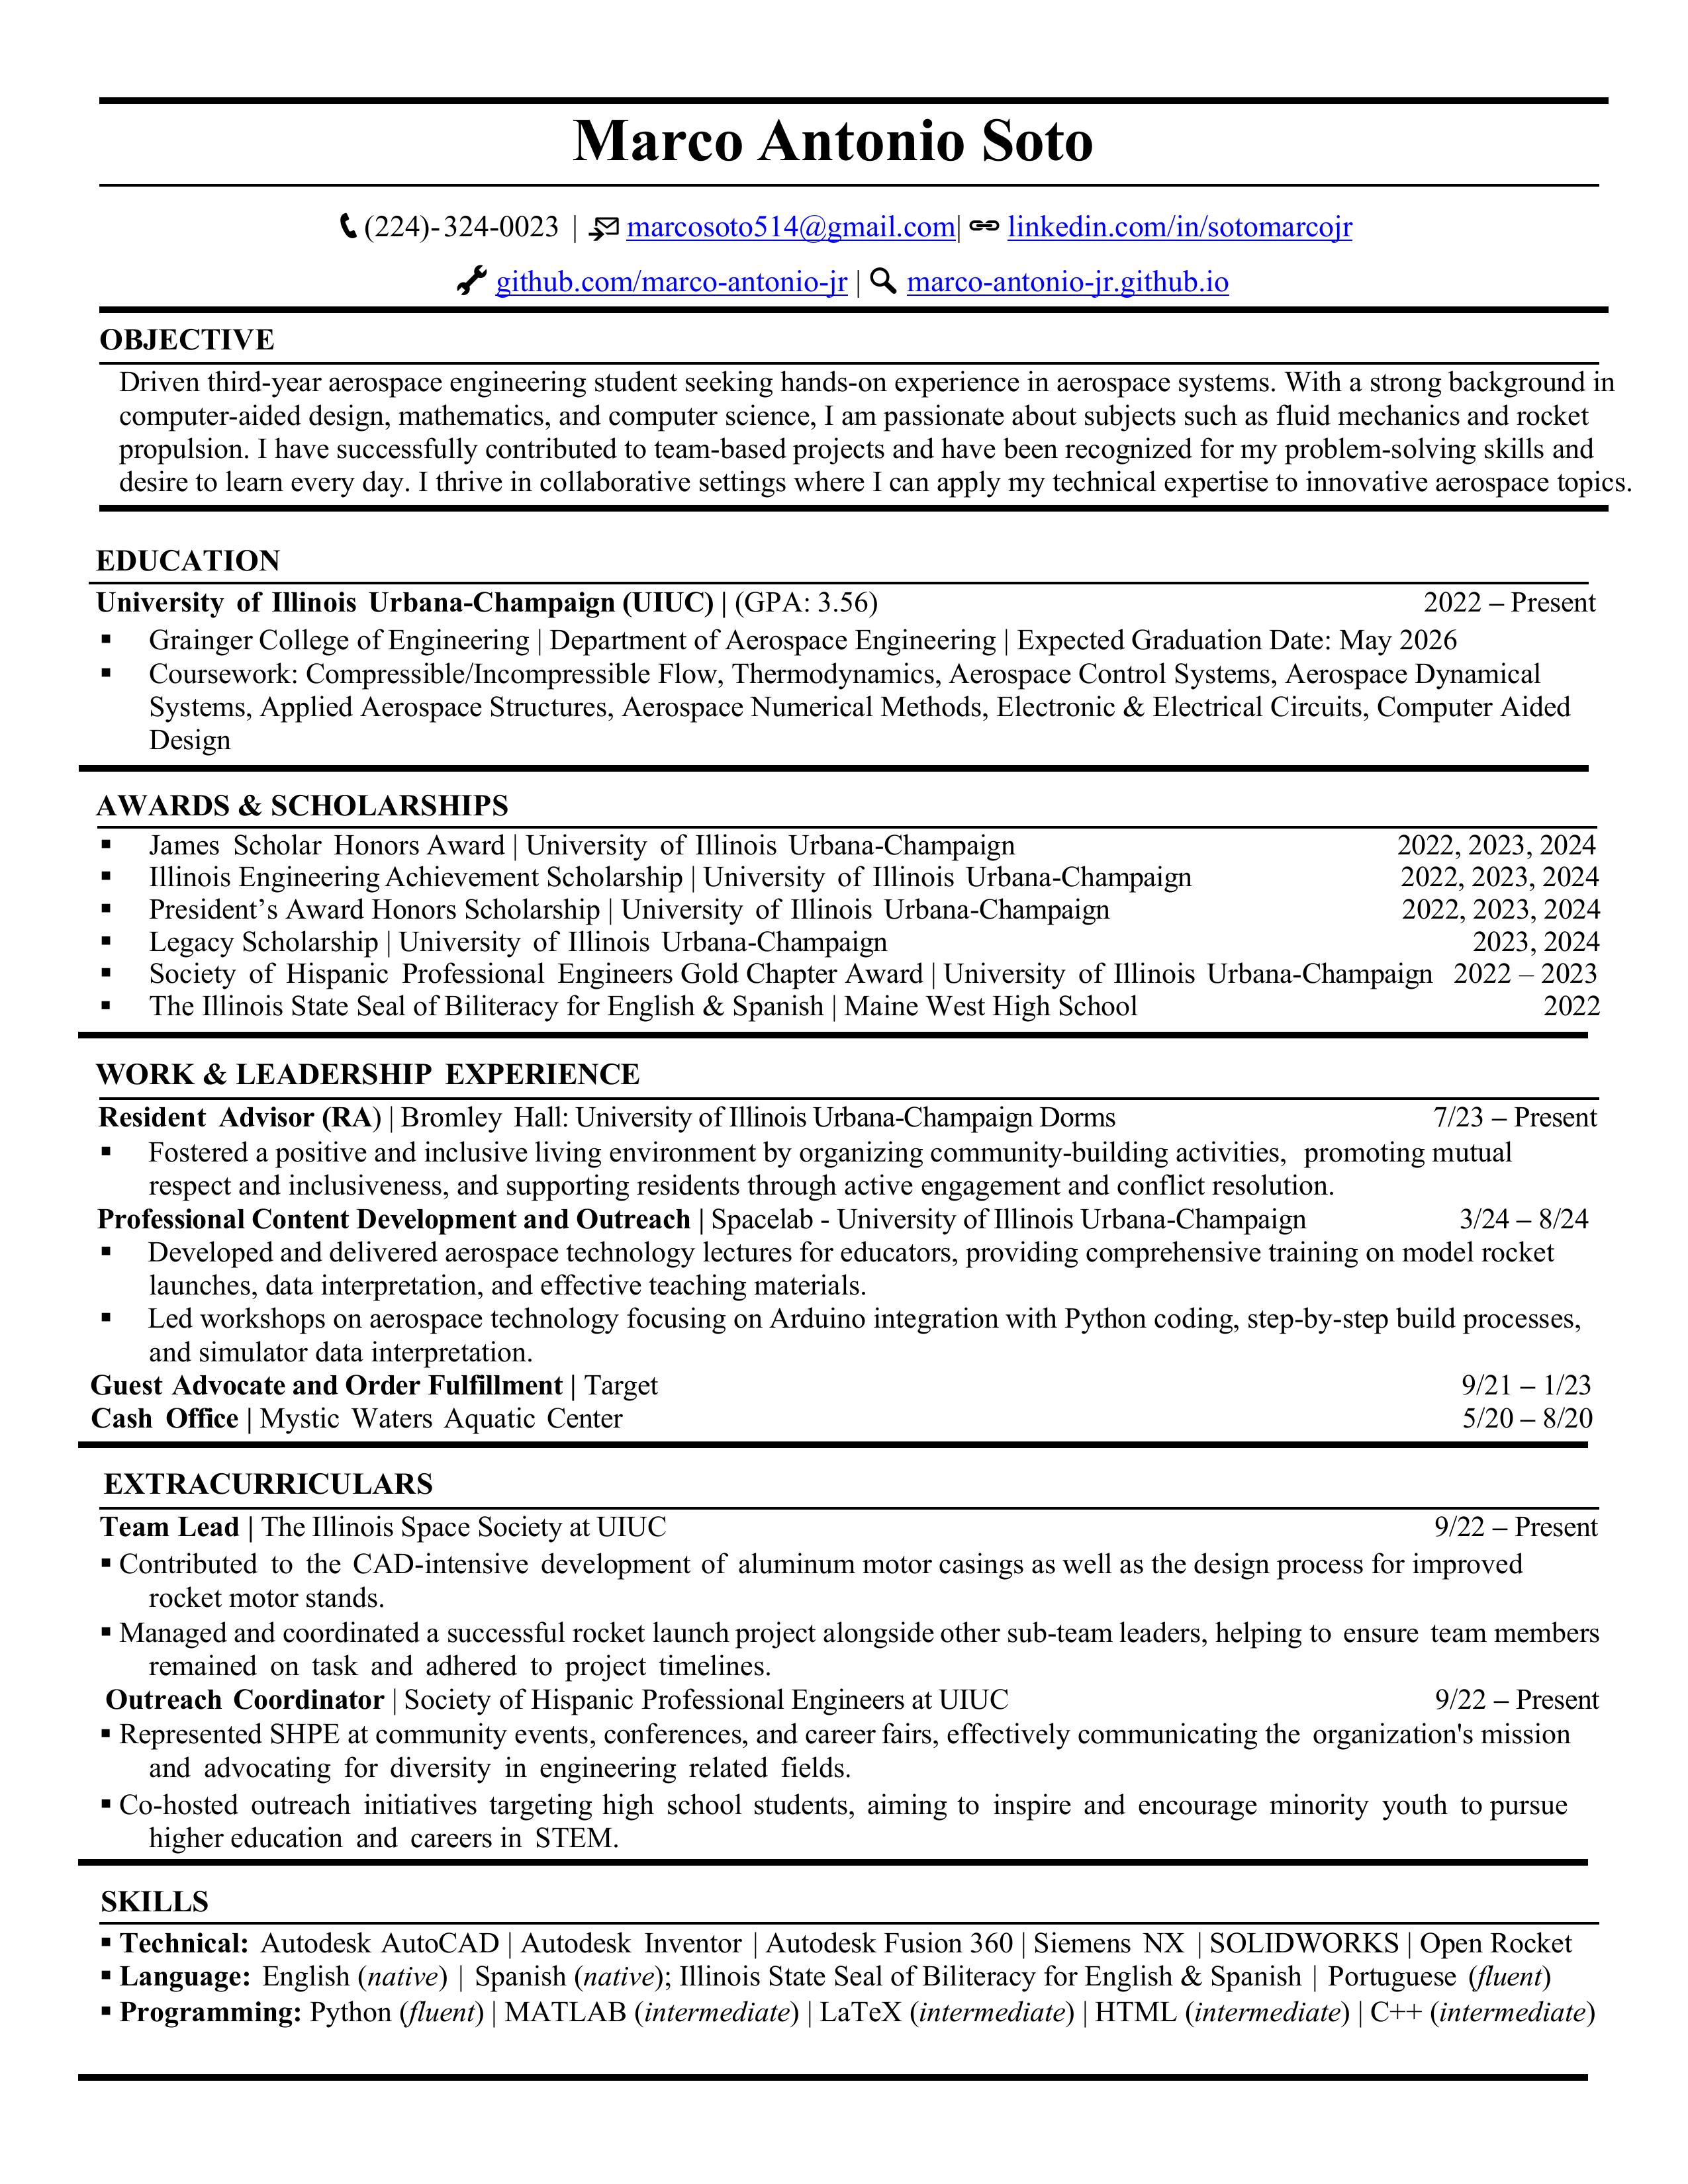 Marco Antonio Soto
(224)-324-0023 | marcosoto514@gmail.com| linkedin.com/in/sotomarcojr
github.com/marco-antonio-jr | marco-antonio-jr.github.io
OBJECTIVE
Driven third-year aerospace engineering student seeking hands-on experience in aerospace systems. With a strong background in
computer-aided design, mathematics, and computer science, I am passionate about subjects such as fluid mechanics and rocket
propulsion. I have successfully contributed to team-based projects and have been recognized for my problem-solving skills and
desire to learn every day. I thrive in collaborative settings where I can apply my technical expertise to innovative aerospace topics.
EDUCATION
University of Illinois Urbana-Champaign (UIUC) | (GPA: 3.56) 2022 – Present
▪ Grainger College of Engineering | Department of Aerospace Engineering | Expected Graduation Date: May 2026
▪ Coursework: Compressible/Incompressible Flow, Thermodynamics, Aerospace Control Systems, Aerospace Dynamical
Systems, Applied Aerospace Structures, Aerospace Numerical Methods, Electronic & Electrical Circuits, Computer Aided
Design
AWARDS & SCHOLARSHIPS
▪ James Scholar Honors Award | University of Illinois Urbana-Champaign 2022, 2023, 2024
▪ Illinois Engineering Achievement Scholarship | University of Illinois Urbana-Champaign 2022, 2023, 2024
▪ President’s Award Honors Scholarship | University of Illinois Urbana-Champaign 2022, 2023, 2024
▪ Legacy Scholarship | University of Illinois Urbana-Champaign 2023, 2024
▪ Society of Hispanic Professional Engineers Gold Chapter Award | University of Illinois Urbana-Champaign 2022 – 2023
▪ The Illinois State Seal of Biliteracy for English & Spanish | Maine West High School 2022
WORK & LEADERSHIP EXPERIENCE
Resident Advisor (RA) | Bromley Hall: University of Illinois Urbana-Champaign Dorms 7/23 – Present
▪ Fostered a positive and inclusive living environment by organizing community-building activities, promoting mutual
respect and inclusiveness, and supporting residents through active engagement and conflict resolution.
Professional Content Development and Outreach | Spacelab - University of Illinois Urbana-Champaign 3/24 – 8/24
▪ Developed and delivered aerospace technology lectures for educators, providing comprehensive training on model rocket
launches, data interpretation, and effective teaching materials.
▪ Led workshops on aerospace technology focusing on Arduino integration with Python coding, step-by-step build processes,
and simulator data interpretation.
Guest Advocate and Order Fulfillment | Target 9/21 – 1/23
Cash Office | Mystic Waters Aquatic Center 5/20 – 8/20
EXTRACURRICULARS
Team Lead | The Illinois Space Society at UIUC 9/22 – Present
▪ Contributed to the CAD-intensive development of aluminum motor casings as well as the design process for improved
rocket motor stands.
▪ Managed and coordinated a successful rocket launch project alongside other sub-team leaders, helping to ensure team members
remained on task and adhered to project timelines.
Outreach Coordinator | Society of Hispanic Professional Engineers at UIUC 9/22 – Present
▪ Represented SHPE at community events, conferences, and career fairs, effectively communicating the organization's mission
and advocating for diversity in engineering related fields.
▪ Co-hosted outreach initiatives targeting high school students, aiming to inspire and encourage minority youth to pursue
higher education and careers in STEM.
SKILLS
▪ Technical: Autodesk AutoCAD | Autodesk Inventor | Autodesk Fusion 360 | Siemens NX | SOLIDWORKS | Open Rocket
▪ Language: English (native) | Spanish (native); Illinois State Seal of Biliteracy for English & Spanish | Portuguese (fluent)
▪ Programming: Python (fluent) | MATLAB (intermediate) | LaTeX (intermediate) | HTML (intermediate) | C++ (intermediate)